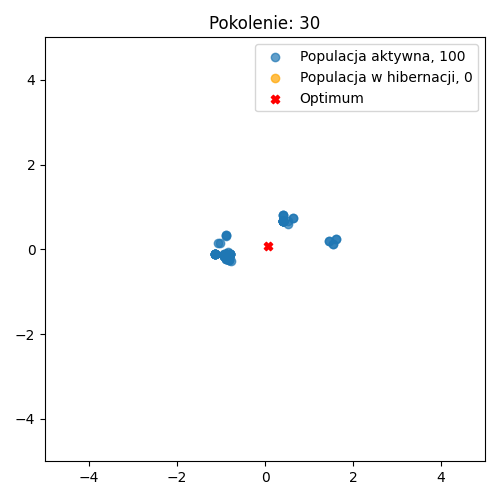 Pokolenie: 30
Populacja aktywna, 100
Populacja w hibernacji, 0
Optimum
4
2
0
−2
−4
−4 −2 0 2 4